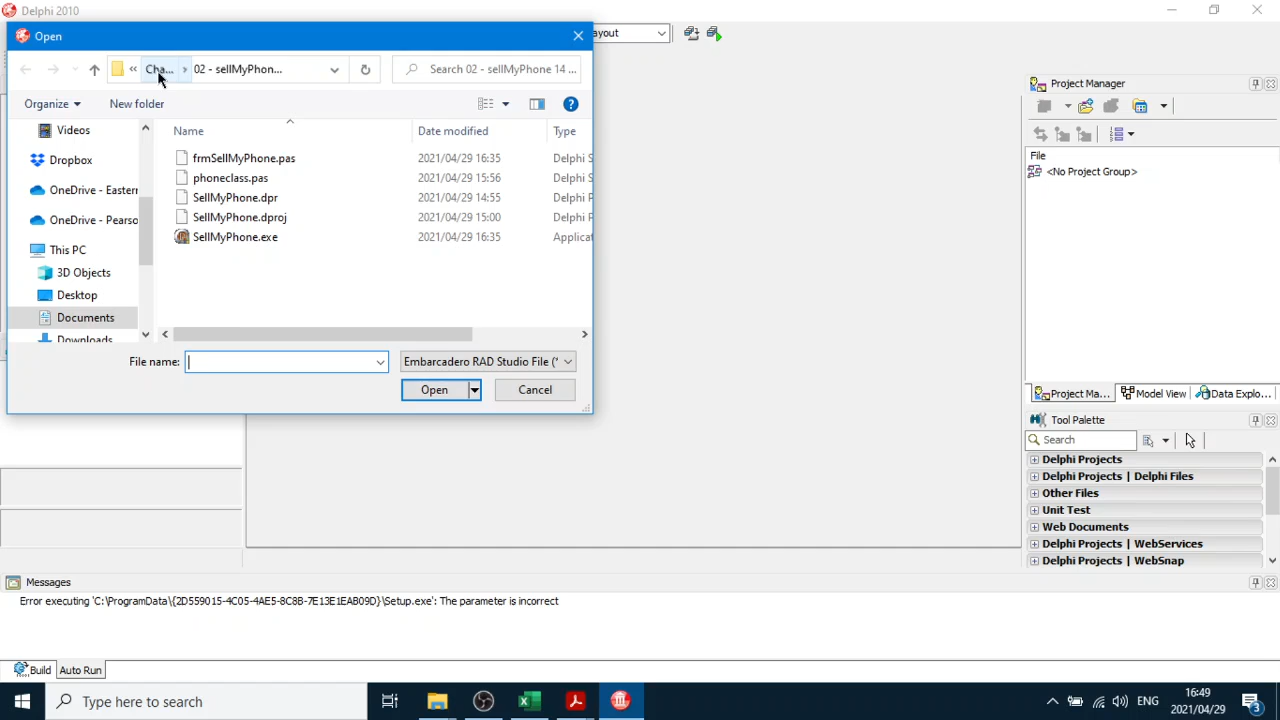 Delphi 2010
Open
ayout
« Cha... › 02 - sellMyPhon...
Search 02 - sellMyPhone 14 ...
Organize
New folder
Project Manager
Videos
Dropbox
OneDrive - Eastern
OneDrive - Pearso
This PC
3D Objects
Desktop
Documents
Downloads
Name
Date modified
Type
frmSellMyPhone.pas 2021/04/29 16:35 Delphi S
phoneclass.pas 2021/04/29 15:56 Delphi S
SellMyPhone.dpr 2021/04/29 14:55 Delphi P
SellMyPhone.dproj 2021/04/29 15:00 Delphi P
SellMyPhone.exe 2021/04/29 16:35 Applica
File
<No Project Group>
File name:
Embarcadero RAD Studio File (*
Open
Cancel
Project Ma...
Model View
Data Explo...
Tool Palette
Search
Delphi Projects
Delphi Projects | Delphi Files
Other Files
Unit Test
Web Documents
Delphi Projects | WebServices
Delphi Projects | WebSnap
Messages
Error executing 'C:\ProgramData\{2D559015-4C05-4AE5-8C8B-7E13E1EAB09D}\Setup.exe': The parameter is incorrect
Build
Auto Run
Type here to search
ENG
16:49
2021/04/29
3